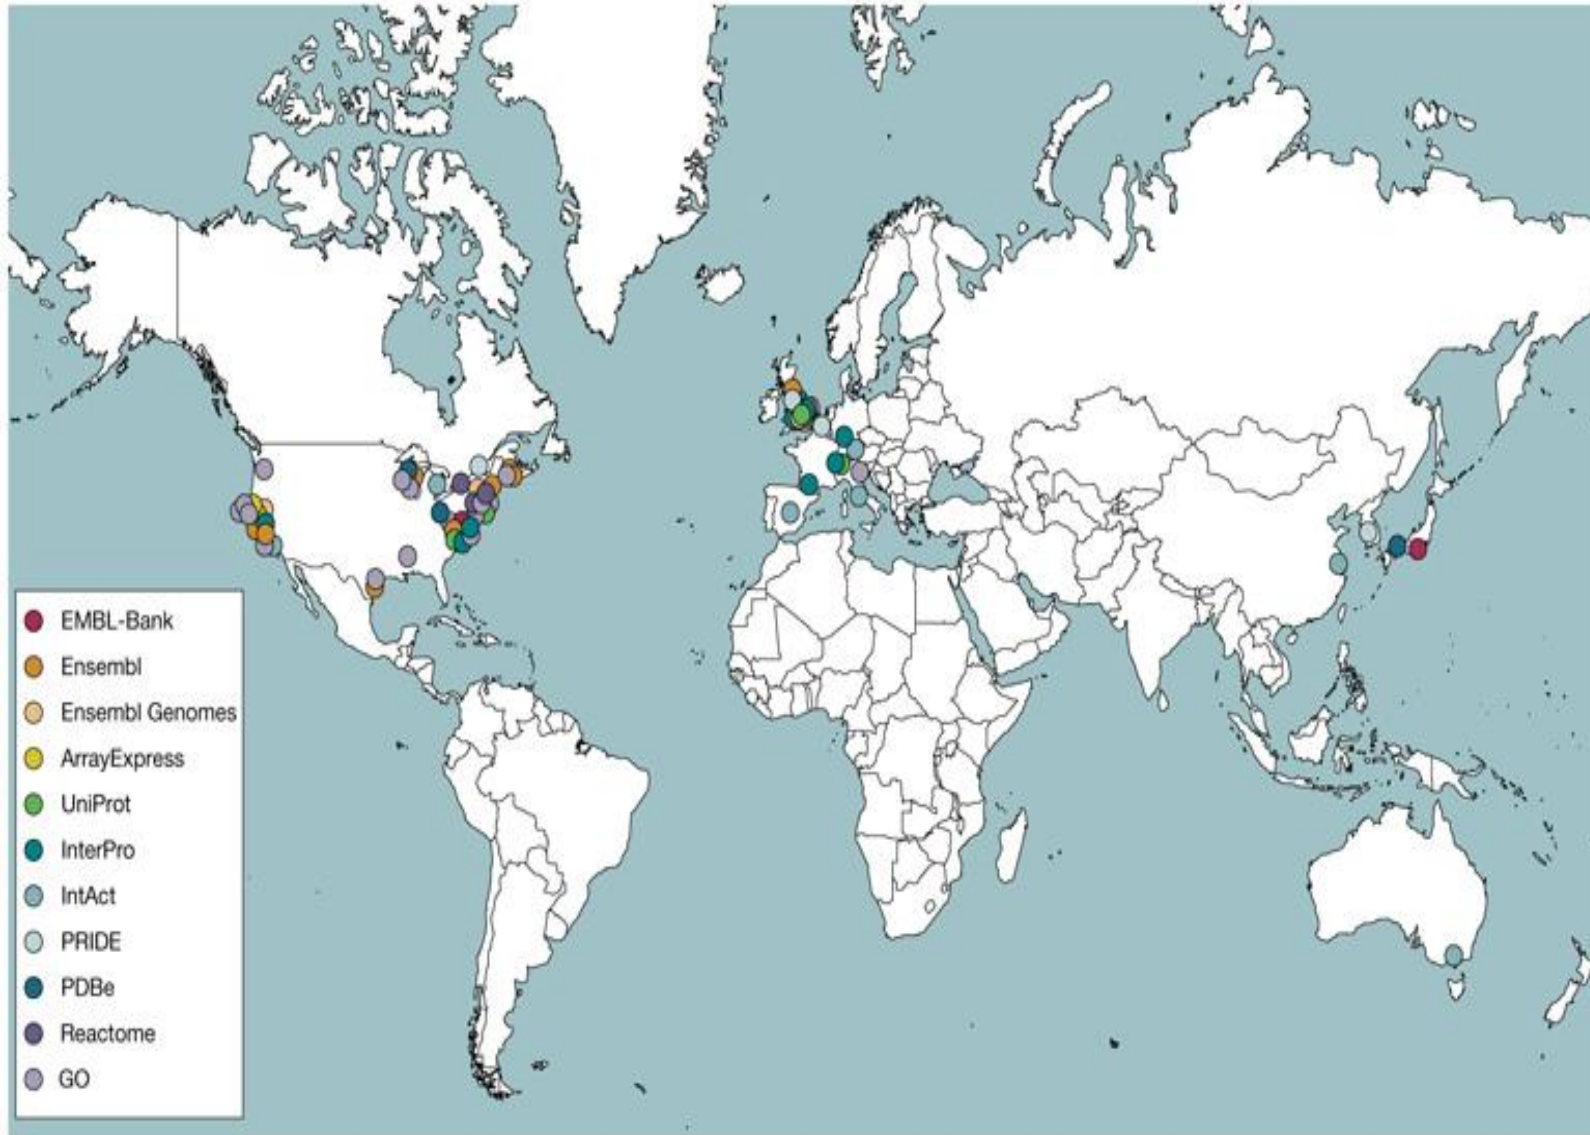 EMBL-Bank
Ensembl
Ensembl Genomes
ArrayExpress
UniProt
InterPro
IntAct
PRIDE
PDBe
Reactome
GO